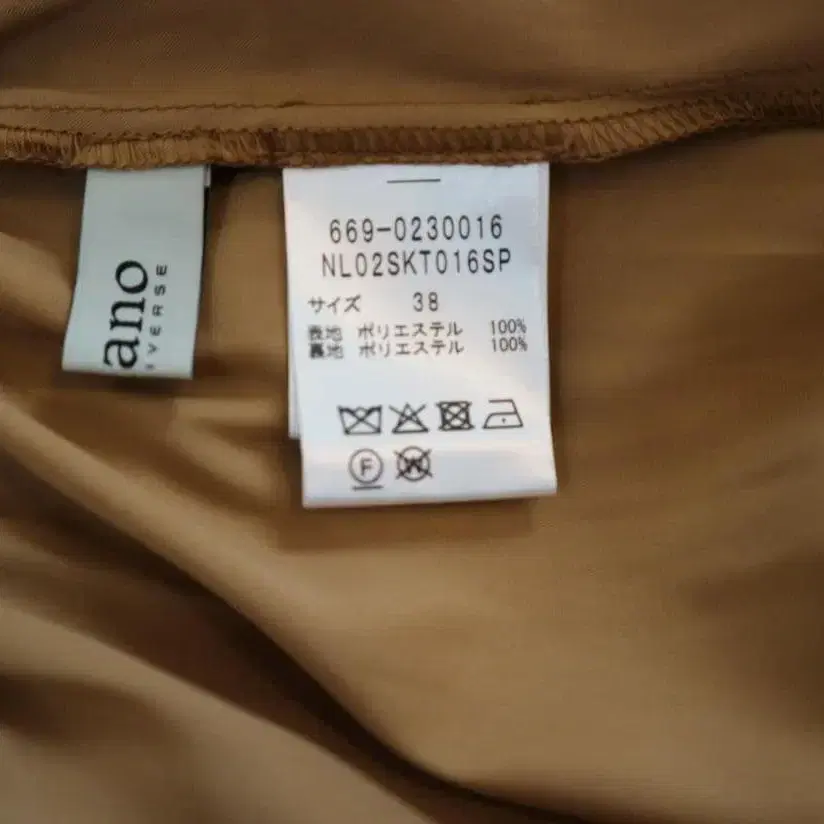 ano
IVERSE
669-0230016
NL02SKT016SP
サイズ 38
表地 ポリエステル 100%
裏地 ポリエステル 100%
F
W